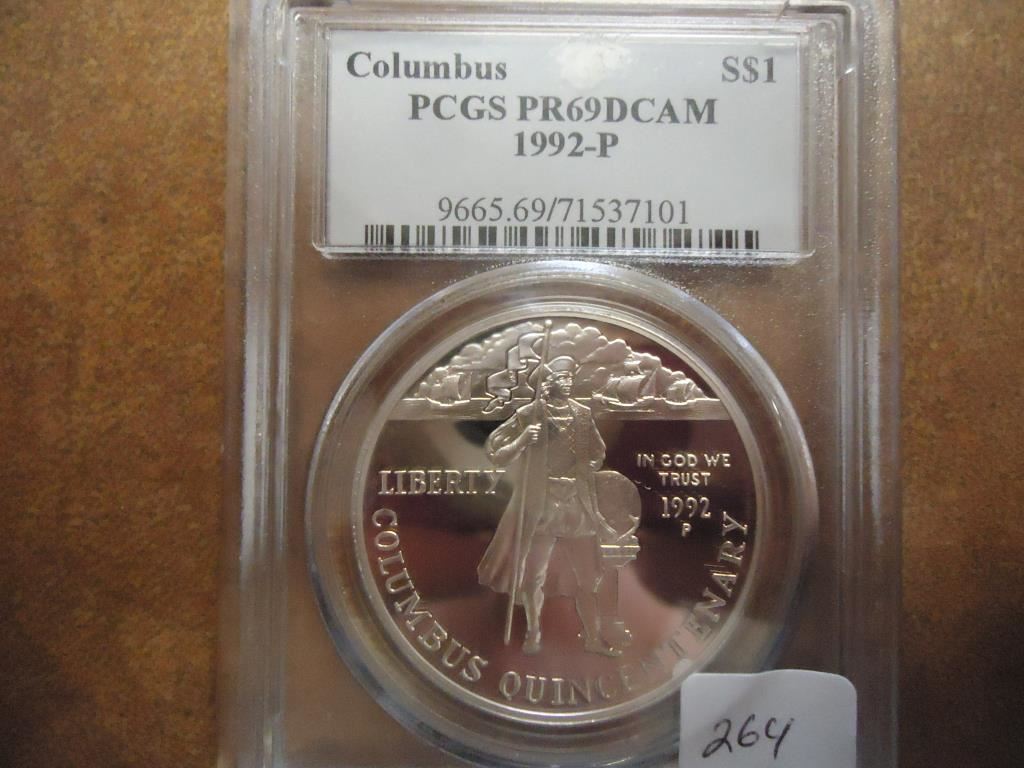 Columbus S$1
PCGS PR69DCAM
1992-P
9665.69/71537101
LIBERTY
IN GOD WE
TRUST
1992
P
COLUMBUS QUINCENTENARY
264